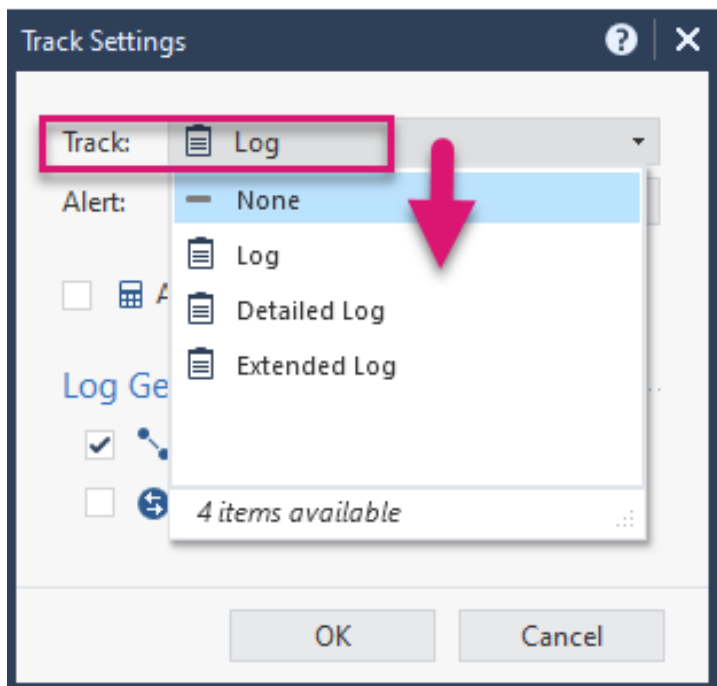 Track Settings
Track: Log
Alert:
None
Log
Detailed Log
Extended Log
Log Ge
4 items available
OK
Cancel